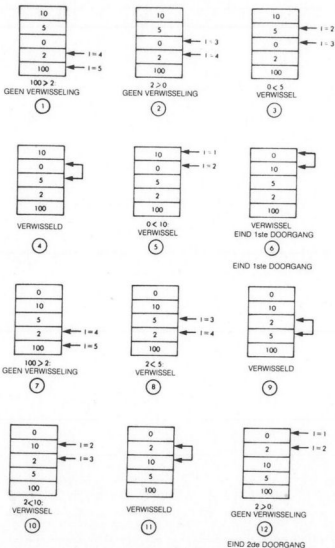 10
5
0
2 I = 4
100 I = 5
100 > 2
GEEN VERWISSELING
1
10
5
0 I = 3
2 I = 4
100
2 > 0
GEEN VERWISSELING
2
10
5 I = 2
0 I = 3
2
100
0 < 5
VERWISSEL
3
10
0
5
2
100
VERWISSELD
4
10 I = 1
0 I = 2
5
2
100
0 < 10:
VERWISSEL
5
0
10
5
2
100
VERWISSEL
EIND 1ste DOORGANG
6
EIND 1ste DOORGANG
0
10
5
2 I = 4
100 I = 5
100 > 2:
GEEN VERWISSELING
7
0
10
5 I = 3
2 I = 4
100
2 < 5:
VERWISSEL
8
0
10
2
5
100
VERWISSELD
9
0
10 I = 2
2 I = 3
5
100
2 < 10:
VERWISSEL
10
0
2
10
5
100
VERWISSELD
11
0 I = 1
2 I = 2
10
5
100
2 > 0:
GEEN VERWISSELING
12
EIND 2de DOORGANG